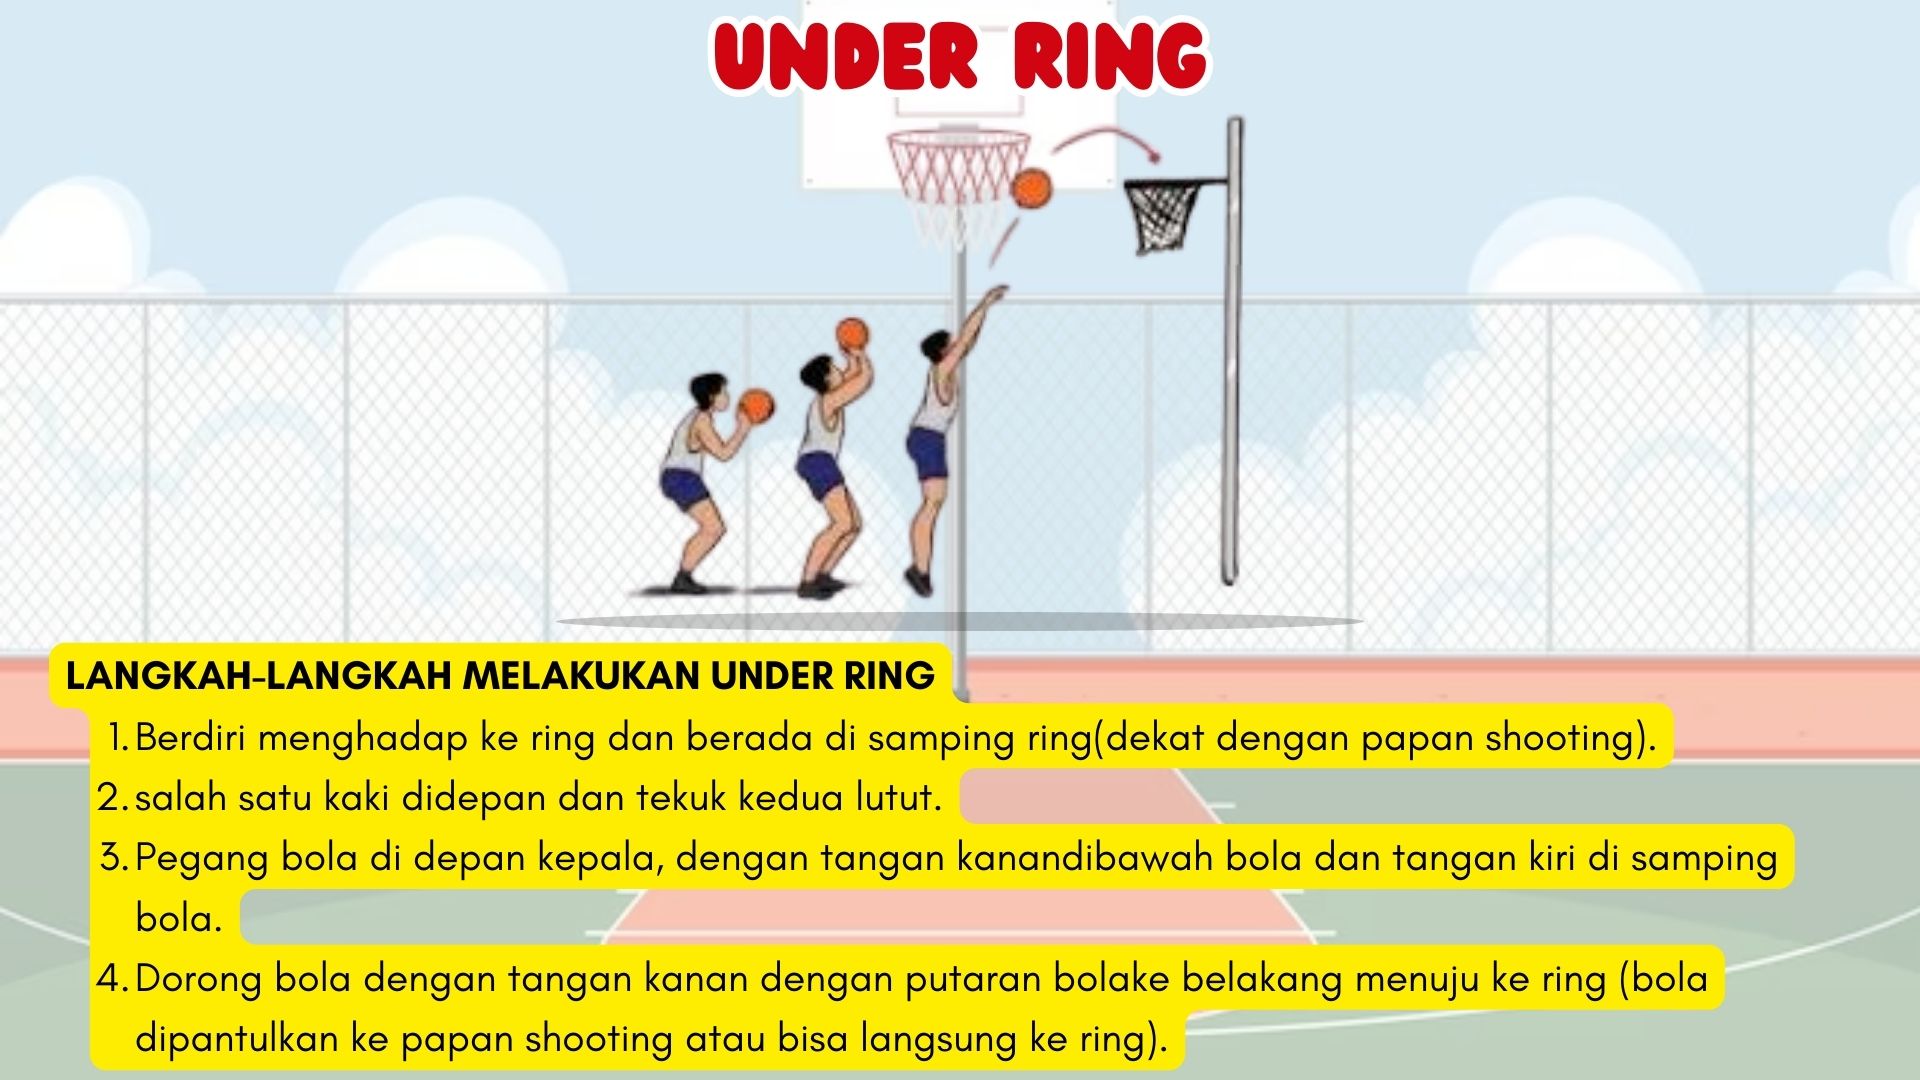 UNDER RING
LANGKAH-LANGKAH MELAKUKAN UNDER RING
1. Berdiri menghadap ke ring dan berada di samping ring(dekat dengan papan shooting).
2. salah satu kaki didepan dan tekuk kedua lutut.
3. Pegang bola di depan kepala, dengan tangan kanandibawah bola dan tangan kiri di samping
bola.
4. Dorong bola dengan tangan kanan dengan putaran bolake belakang menuju ke ring (bola
dipantulkan ke papan shooting atau bisa langsung ke ring).